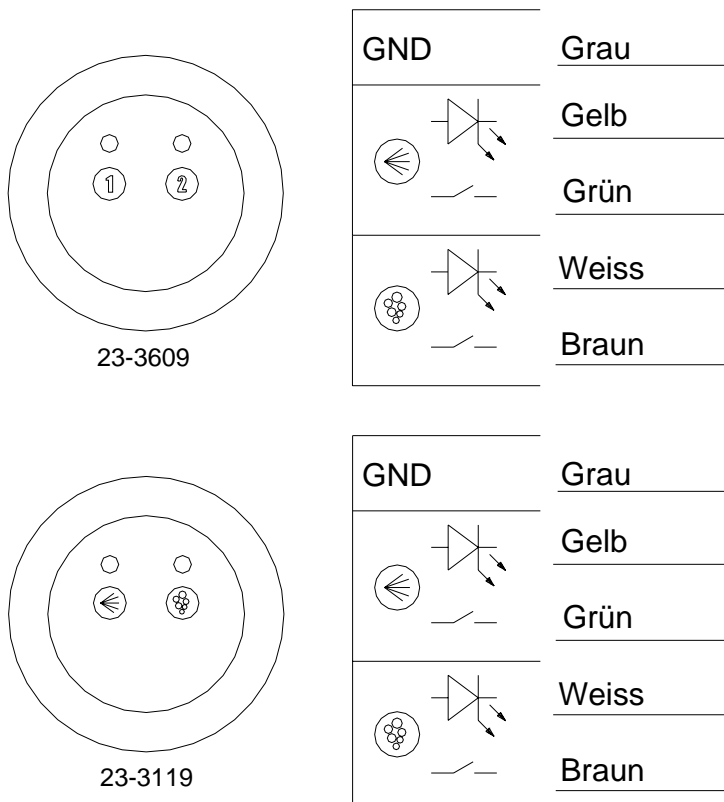 GND Grau
Gelb
1 2
Grün
Weiss
Braun
23-3609
GND Grau
Gelb
Grün
Weiss
Braun
23-3119